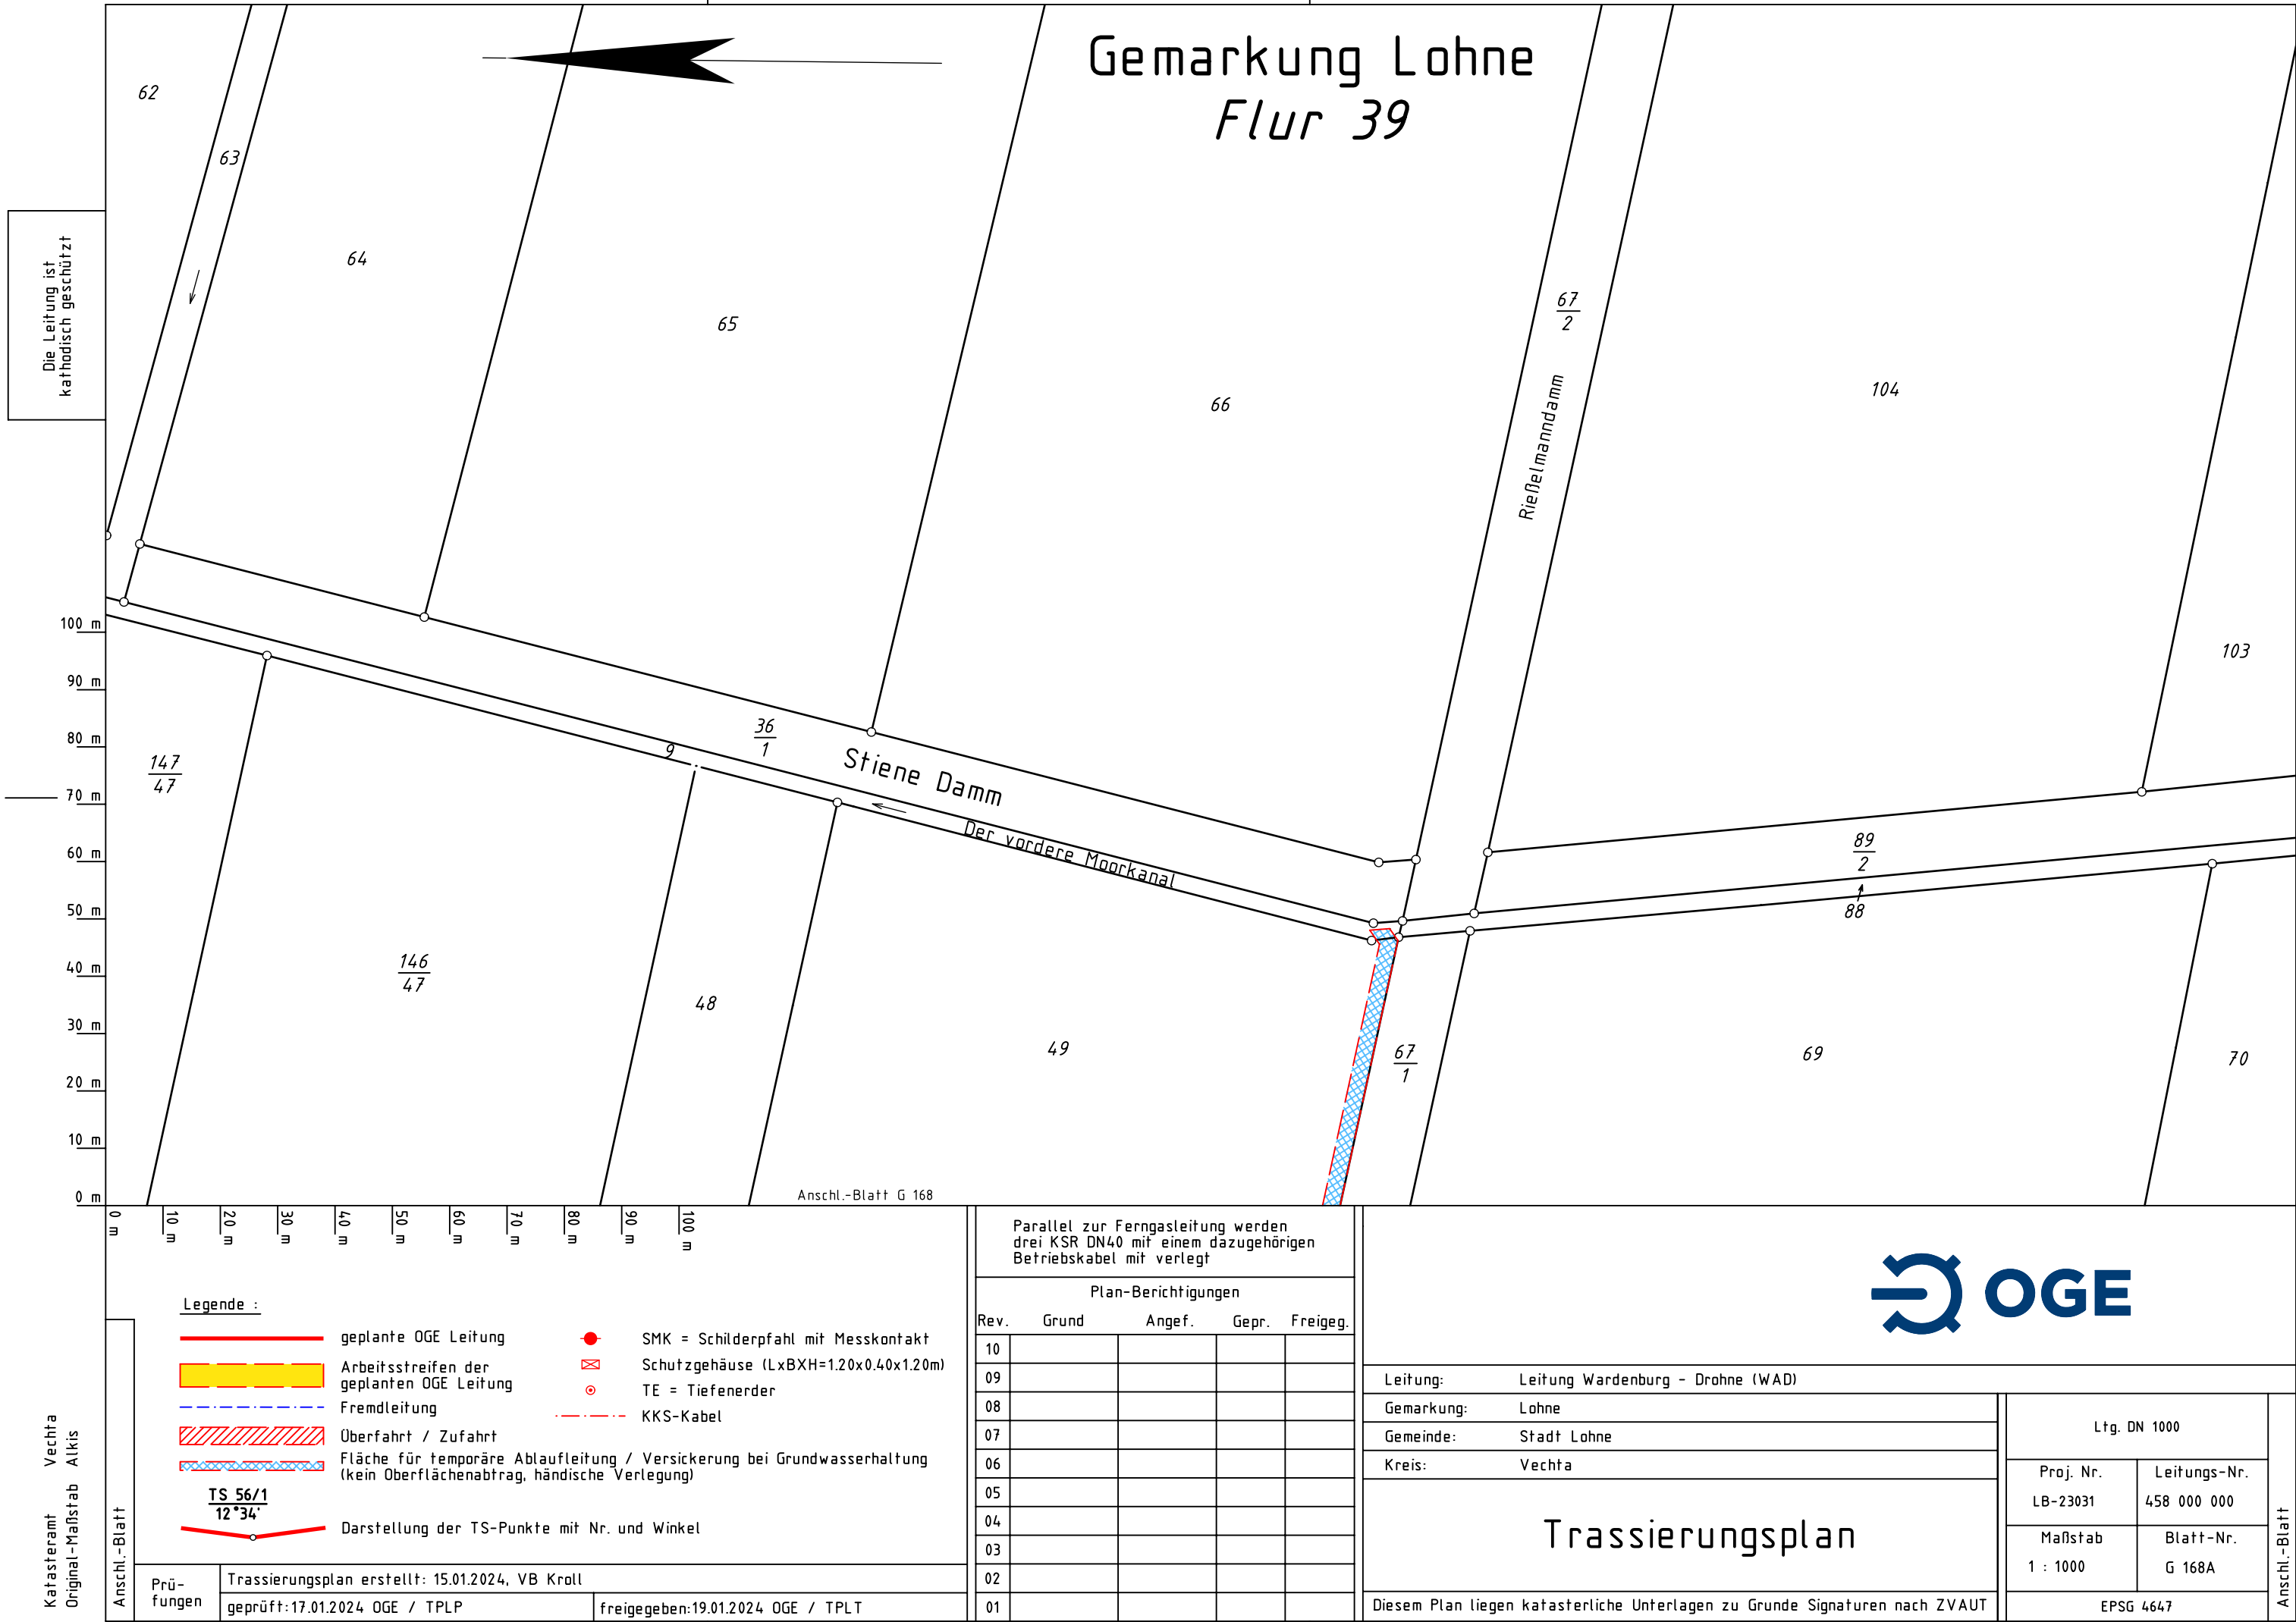 Gemarkung Lohne
Flur 39
62
63
64
65
66
67
2
Rießelmanndamm
104
103
Die Leitung ist
kathodisch geschützt
100 m
90 m
80 m
70 m
60 m
50 m
40 m
30 m
20 m
10 m
0 m
147
47
9
36
1
Stiene Damm
Der vordere Moorkanal
89
2
88
146
47
48
49
67
1
69
70
Anschl.-Blatt G 168
0 m
10 m
20 m
30 m
40 m
50 m
60 m
70 m
80 m
90 m
100 m
Legende :
geplante OGE Leitung
Arbeitsstreifen der
geplanten OGE Leitung
Fremdleitung
Überfahrt / Zufahrt
Fläche für temporäre Ablaufleitung / Versickerung bei Grundwasserhaltung
(kein Oberflächenabtrag, händische Verlegung)
TS 56/1
12°34'
Darstellung der TS-Punkte mit Nr. und Winkel
SMK = Schilderpfahl mit Messkontakt
Schutzgehäuse (LxBXH=1.20x0.40x1.20m)
TE = Tiefenerder
KKS-Kabel
Katasteramt Vechta
Original-Maßstab Alkis
Anschl.-Blatt
Prü-
fungen
Trassierungsplan erstellt: 15.01.2024, VB Kroll
geprüft:17.01.2024 OGE / TPLP
freigegeben:19.01.2024 OGE / TPLT
Parallel zur Ferngasleitung werden
drei KSR DN40 mit einem dazugehörigen
Betriebskabel mit verlegt
Plan-Berichtigungen
Rev. Grund Angef. Gepr. Freigeg.
10
09
08
07
06
05
04
03
02
01
OGE
Leitung: Leitung Wardenburg - Drohne (WAD)
Gemarkung: Lohne
Gemeinde: Stadt Lohne
Kreis: Vechta
Trassierungsplan
Diesem Plan liegen katasterliche Unterlagen zu Grunde Signaturen nach ZVAUT
Ltg. DN 1000
Proj. Nr. Leitungs-Nr.
LB-23031 458 000 000
Maßstab Blatt-Nr.
1 : 1000 G 168A
EPSG 4647
Anschl.-Blatt